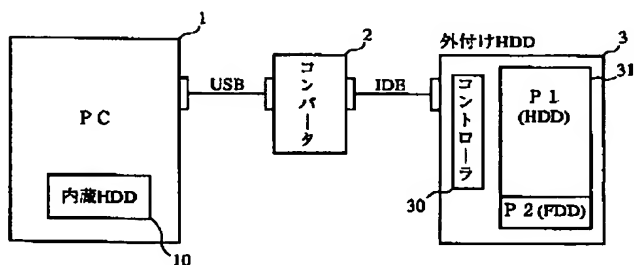 1
PC
内蔵HDD
10
USB
2
コンバータ
IDE
外付けHDD
3
コントローラ
30
31
P1
(HDD)
P2(FDD)